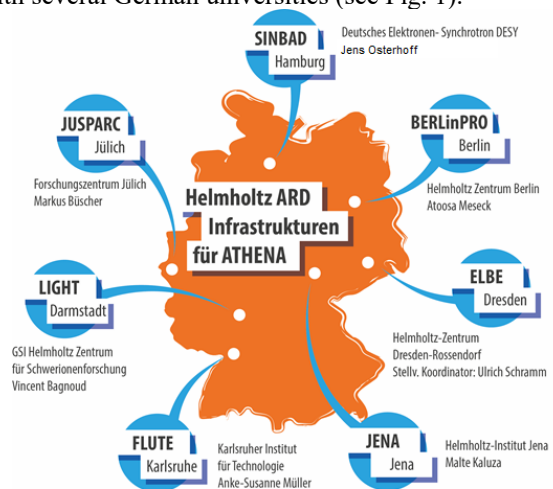 th several German universities (see Fig. 1).
SINBAD
Hamburg
Deutsches Elektronen- Synchrotron DESY
Jens Osterhoff
JUSPARC
Jülich
Forschungszentrum Jülich
Markus Büscher
BERLinPRO
Berlin
Helmholtz Zentrum Berlin
Atoosa Meseck
Helmholtz ARD
Infrastrukturen
für ATHENA
LIGHT
Darmstadt
GSI Helmholtz Zentrum
für Schwerionenforschung
Vincent Bagnoud
ELBE
Dresden
Helmholtz-Zentrum
Dresden-Rossendorf
Stellv. Koordinator: Ulrich Schramm
FLUTE
Karlsruhe
Karlsruher Institut
für Technologie
Anke-Susanne Müller
JENA
Jena
Helmholtz-Institut Jena
Malte Kaluza